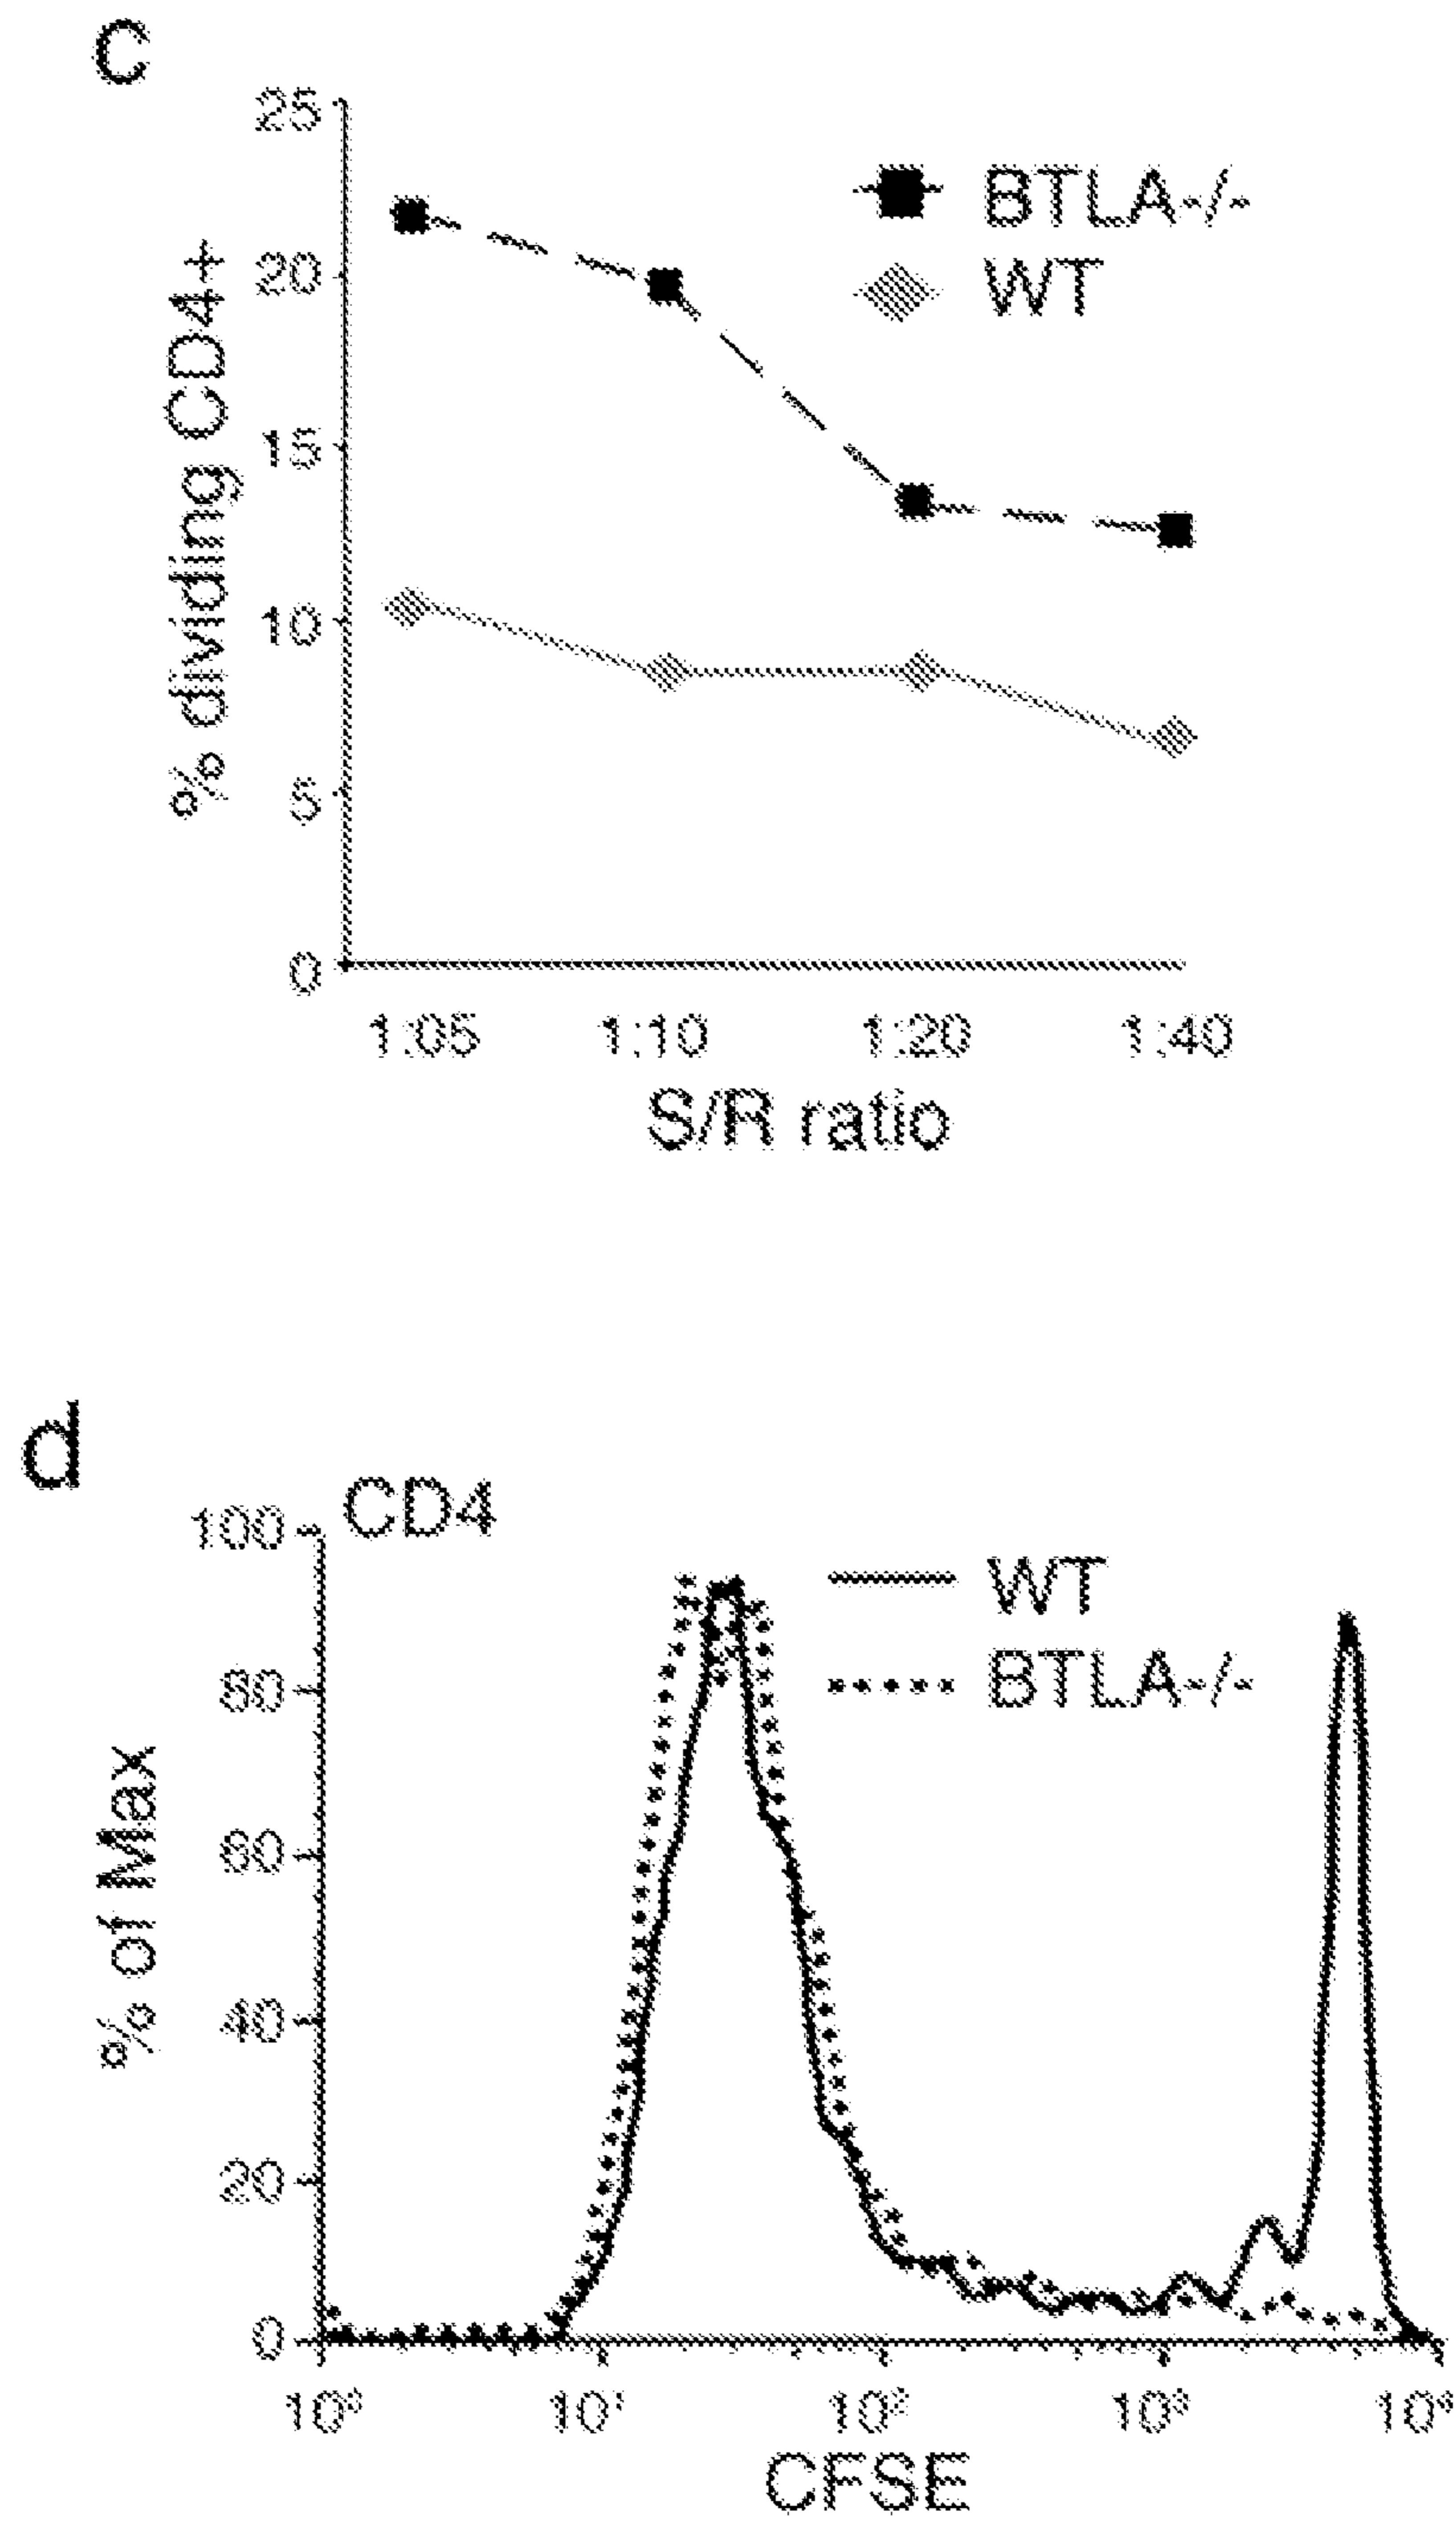 c
25
20
15
10
5
0
% dividing CD4+
BTLA-/-
WT
1:05 1:10 1:20 1:40
S/R ratio
d
CD4
100
80
60
40
20
0
% of Max
WT
BTLA-/-
10⁰ 10¹ 10² 10³ 10⁴
CFSE